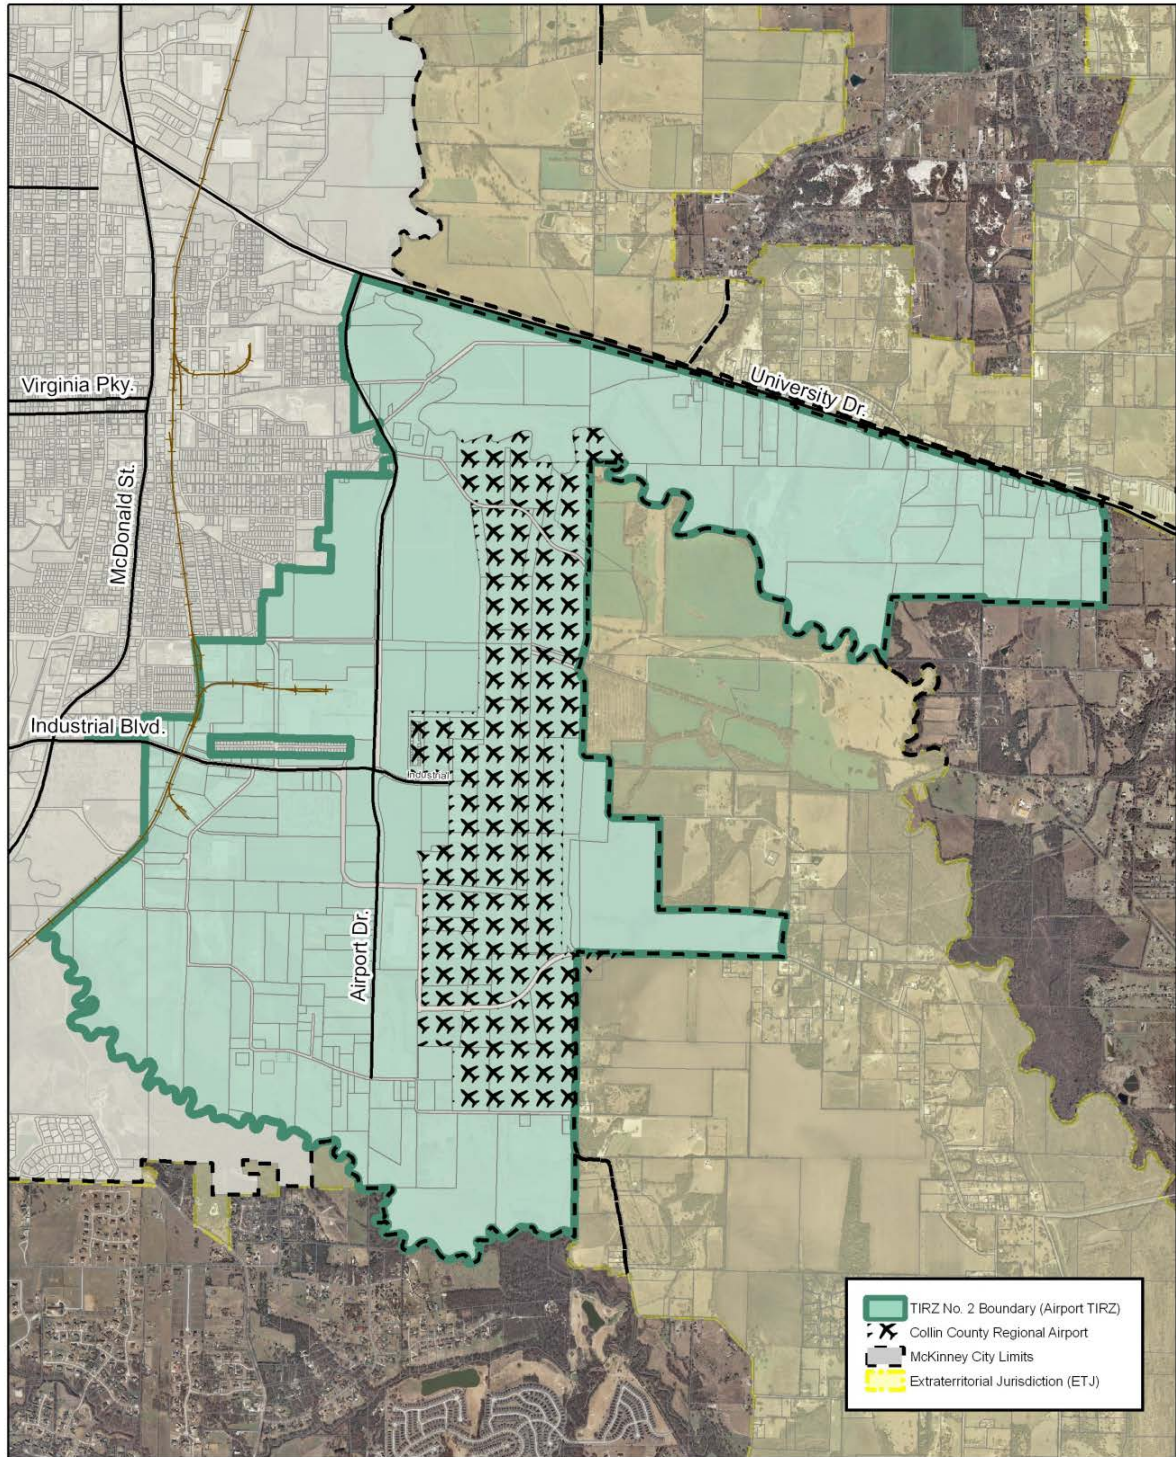 University Dr.
Virginia Pky.
McDonald St.
Industrial Blvd.
Industrial
Airport Dr.
TIRZ No. 2 Boundary (Airport TIRZ)
Collin County Regional Airport
McKinney City Limits
Extraterritorial Jurisdiction (ETJ)